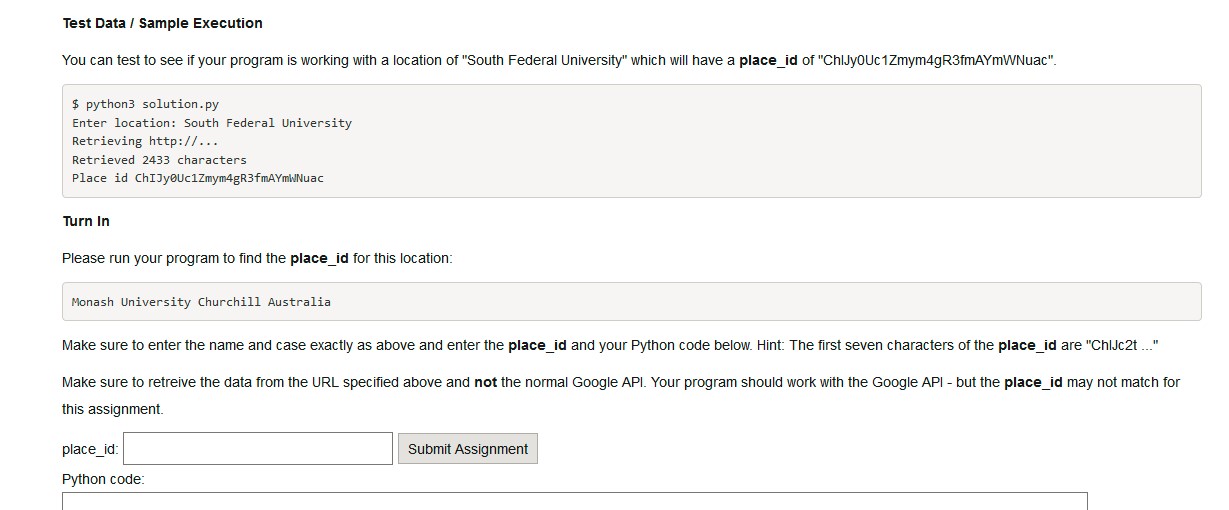 Test Data / Sample Execution
You can test to see if your program is working with a location of "South Federal University" which will have a place_id of "ChIJy0Uc1Zmym4gR3fmAYmWNuac".
$ python3 solution.py
Enter location: South Federal University
Retrieving http://...
Retrieved 2433 characters
Place id ChIJy0Uc1Zmym4gR3fmAYmWNuac
Turn In
Please run your program to find the place_id for this location:
Monash University Churchill Australia
Make sure to enter the name and case exactly as above and enter the place_id and your Python code below. Hint: The first seven characters of the place_id are "ChIJc2t ..."
Make sure to retreive the data from the URL specified above and not the normal Google API. Your program should work with the Google API - but the place_id may not match for
this assignment.
place_id: Submit Assignment
Python code: